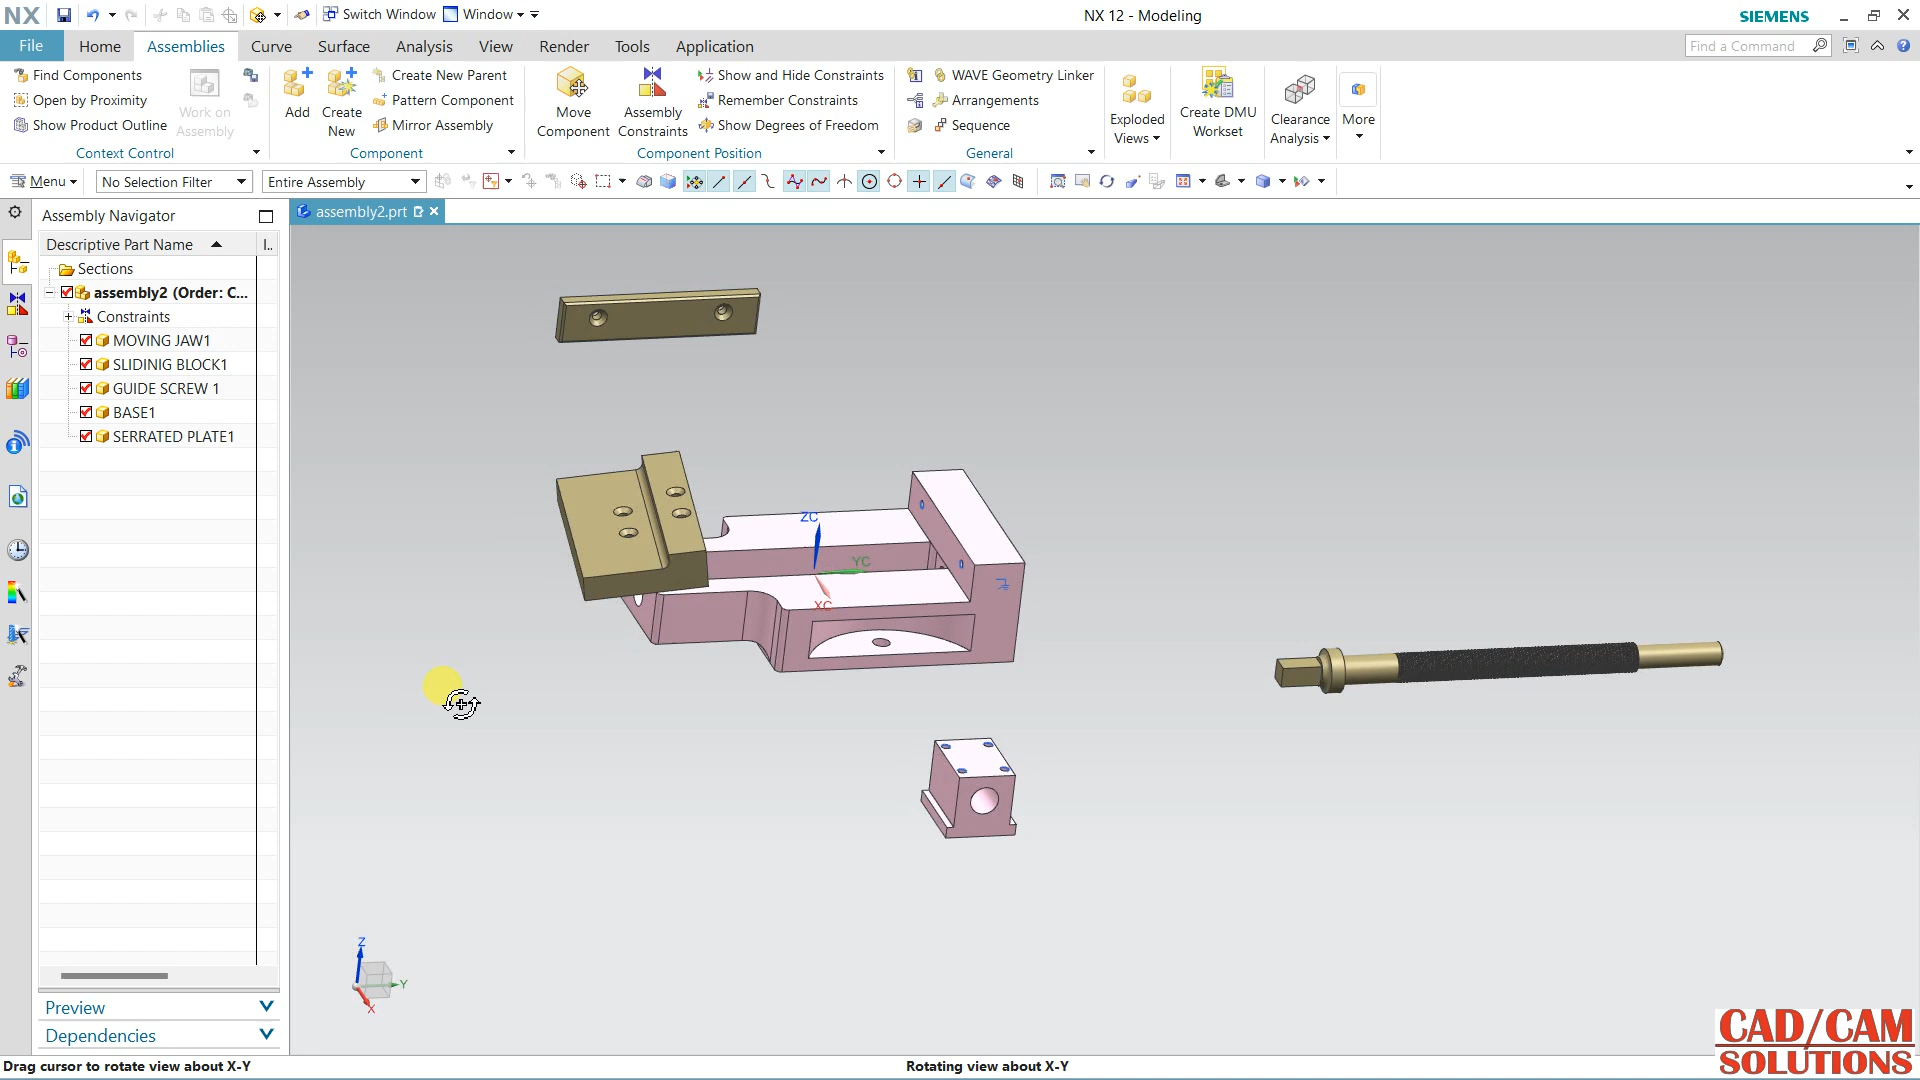 NX
Switch Window
Window
NX 12 - Modeling
SIEMENS
File
Home
Assemblies
Curve
Surface
Analysis
View
Render
Tools
Application
Find a Command
Find Components
Open by Proximity
Show Product Outline
Work on
Assembly
Context Control
Add
Create
New
Create New Parent
Pattern Component
Mirror Assembly
Component
Move
Component
Assembly
Constraints
Show and Hide Constraints
Remember Constraints
Show Degrees of Freedom
Component Position
WAVE Geometry Linker
Arrangements
Sequence
General
Exploded
Views
Create DMU
Workset
Clearance
Analysis
More
Menu
No Selection Filter
Entire Assembly
Assembly Navigator
assembly2.prt
Descriptive Part Name
I..
Sections
assembly2 (Order: C...
Constraints
MOVING JAW1
SLIDINIG BLOCK1
GUIDE SCREW 1
BASE1
SERRATED PLATE1
ZC
YC
XC
Z
Y
X
Preview
Dependencies
CAD/CAM
SOLUTIONS
Drag cursor to rotate view about X-Y
Rotating view about X-Y